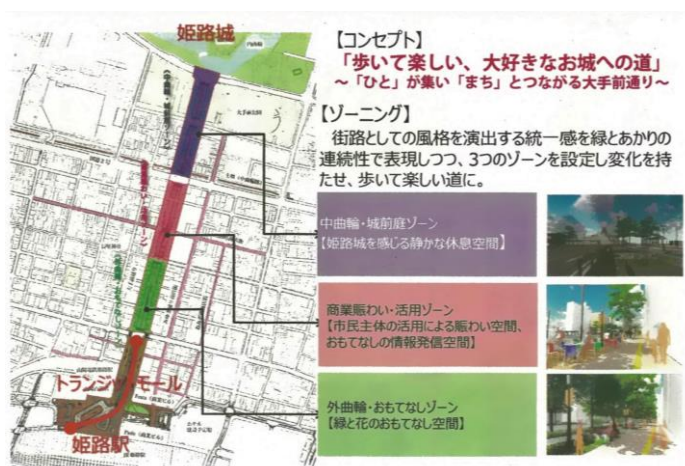 姫路城
トランジットモール
姫路駅
【コンセプト】
「歩いて楽しい、大好きなお城への道」
～「ひと」が集い「まち」とつながる大手前通り～
【ゾーニング】
街路としての風格を演出する統一感を緑とあかりの
連続性で表現しつつ、3つのゾーンを設定し変化を持
たせ、歩いて楽しい道に。
中曲輪・城前庭ゾーン
【姫路城を感じる静かな休息空間】
商業賑わい・活用ゾーン
【市民主体の活用による賑わい空間、
おもてなしの情報発信空間】
外曲輪・おもてなしゾーン
【緑と花のおもてなし空間】